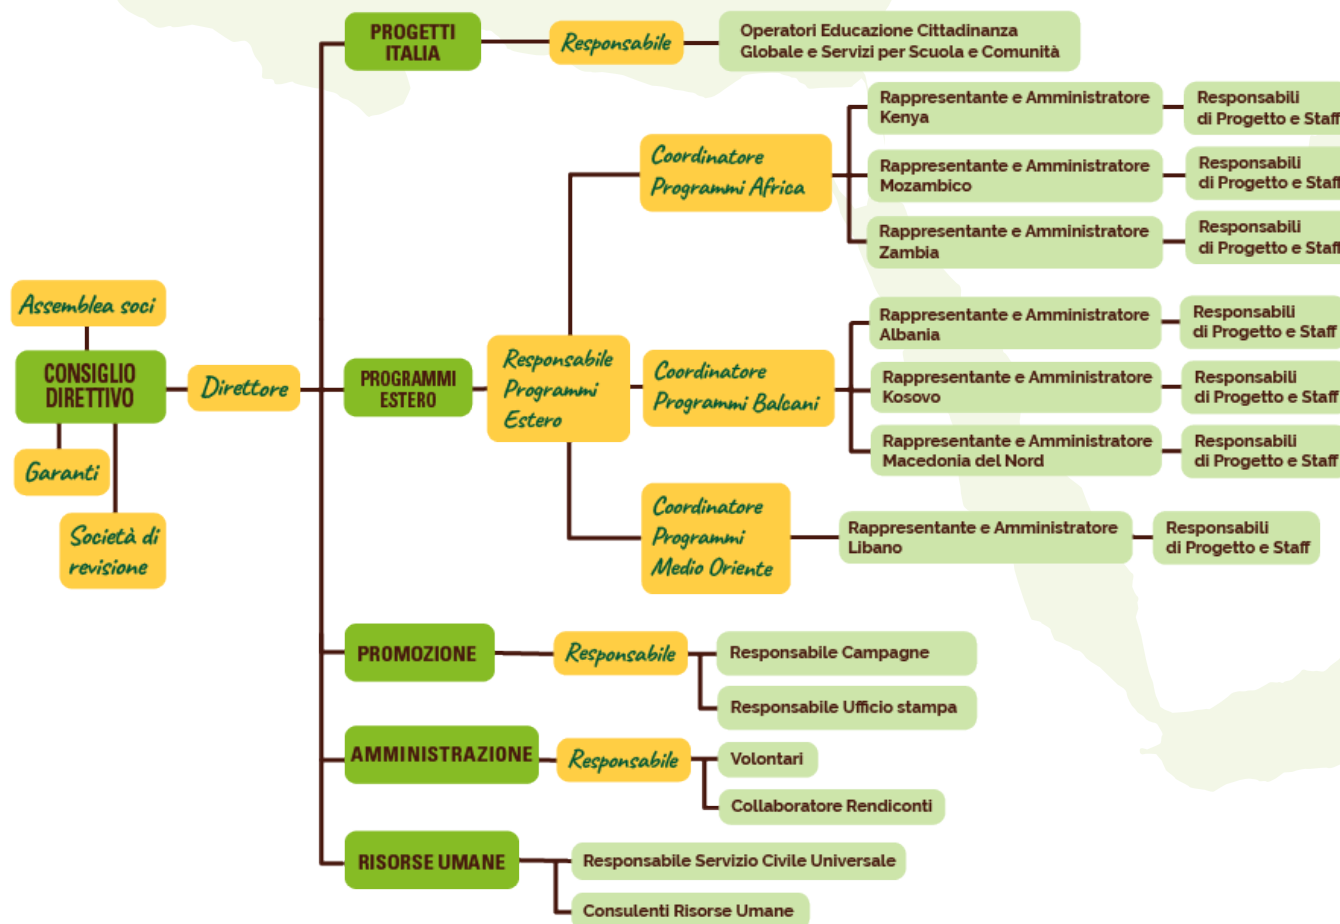 PROGETTI
ITALIA
Responsabile
Operatori Educazione Cittadinanza
Globale e Servizi per Scuola e Comunità
Assemblea soci
CONSIGLIO
DIRETTIVO
Garanti
Società di
revisione
Direttore
PROGRAMMI
ESTERO
Responsabile
Programmi
Estero
Coordinatore
Programmi Africa
Rappresentante e Amministratore
Kenya
Responsabili
di Progetto e Staff
Rappresentante e Amministratore
Mozambico
Responsabili
di Progetto e Staff
Rappresentante e Amministratore
Zambia
Responsabili
di Progetto e Staff
Coordinatore
Programmi Balcani
Rappresentante e Amministratore
Albania
Responsabili
di Progetto e Staff
Rappresentante e Amministratore
Kosovo
Responsabili
di Progetto e Staff
Rappresentante e Amministratore
Macedonia del Nord
Responsabili
di Progetto e Staff
Coordinatore
Programmi
Medio Oriente
Rappresentante e Amministratore
Libano
Responsabili
di Progetto e Staff
PROMOZIONE
Responsabile
Responsabile Campagne
Responsabile Ufficio stampa
AMMINISTRAZIONE
Responsabile
Volontari
Collaboratore Rendiconti
RISORSE UMANE
Responsabile Servizio Civile Universale
Consulenti Risorse Umane